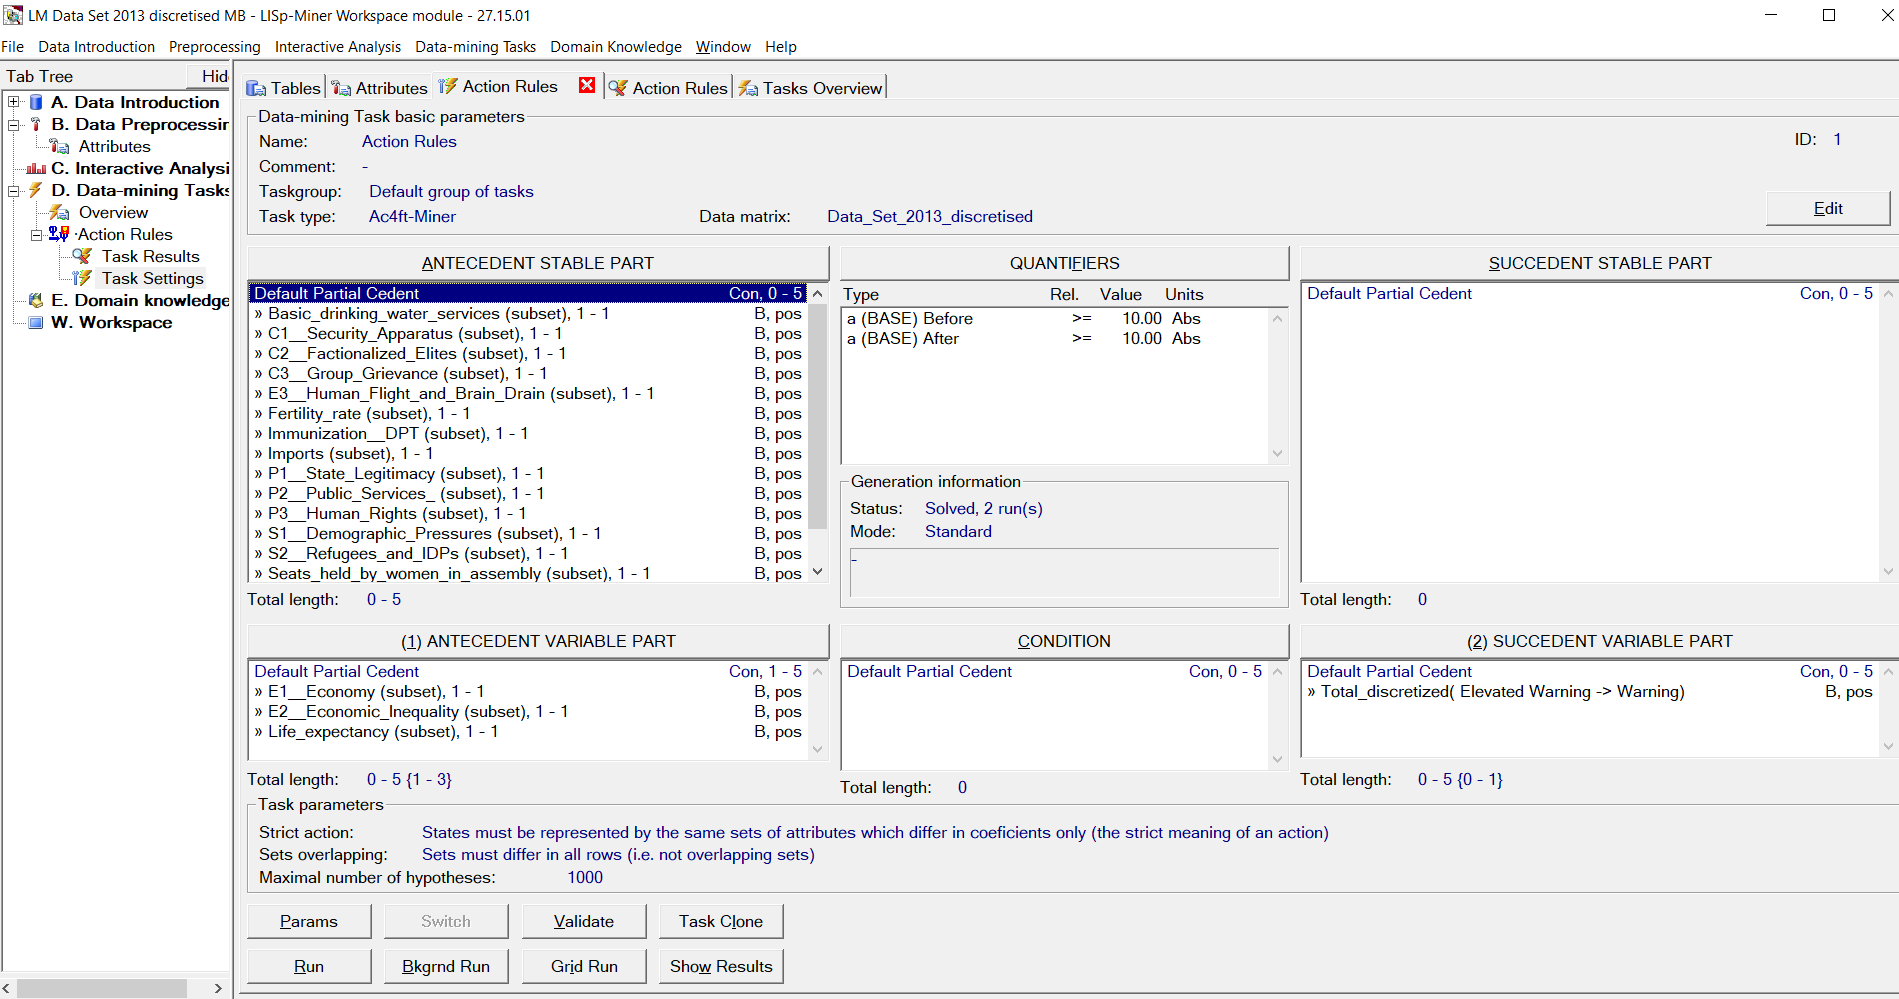 LM Data Set 2013 discretised MB - LISp-Miner Workspace module - 27.15.01
File Data Introduction Preprocessing Interactive Analysis Data-mining Tasks Domain Knowledge Window Help
Tab Tree
Hid
A. Data Introduction
B. Data Preprocessin
Attributes
C. Interactive Analysi
D. Data-mining Tasks
Overview
·Action Rules
Task Results
Task Settings
E. Domain knowledge
W. Workspace
Tables Attributes Action Rules Action Rules Tasks Overview
Data-mining Task basic parameters
Name: Action Rules
ID: 1
Comment: -
Taskgroup: Default group of tasks
Task type: Ac4ft-Miner Data matrix: Data_Set_2013_discretised
Edit
ANTECEDENT STABLE PART
Default Partial Cedent Con, 0 - 5
» Basic_drinking_water_services (subset), 1 - 1 B, pos
» C1__Security_Apparatus (subset), 1 - 1 B, pos
» C2__Factionalized_Elites (subset), 1 - 1 B, pos
» C3__Group_Grievance (subset), 1 - 1 B, pos
» E3__Human_Flight_and_Brain_Drain (subset), 1 - 1 B, pos
» Fertility_rate (subset), 1 - 1 B, pos
» Immunization__DPT (subset), 1 - 1 B, pos
» Imports (subset), 1 - 1 B, pos
» P1__State_Legitimacy (subset), 1 - 1 B, pos
» P2__Public_Services_ (subset), 1 - 1 B, pos
» P3__Human_Rights (subset), 1 - 1 B, pos
» S1__Demographic_Pressures (subset), 1 - 1 B, pos
» S2__Refugees_and_IDPs (subset), 1 - 1 B, pos
» Seats_held_by_women_in_assembly (subset), 1 - 1 B, pos
Total length: 0 - 5
QUANTIFIERS
Type Rel. Value Units
a (BASE) Before >= 10.00 Abs
a (BASE) After >= 10.00 Abs
Generation information
Status: Solved, 2 run(s)
Mode: Standard
-
SUCCEDENT STABLE PART
Default Partial Cedent Con, 0 - 5
Total length: 0
(1) ANTECEDENT VARIABLE PART
Default Partial Cedent Con, 1 - 5
» E1__Economy (subset), 1 - 1 B, pos
» E2__Economic_Inequality (subset), 1 - 1 B, pos
» Life_expectancy (subset), 1 - 1 B, pos
Total length: 0 - 5 {1 - 3}
CONDITION
Default Partial Cedent Con, 0 - 5
Total length: 0
(2) SUCCEDENT VARIABLE PART
Default Partial Cedent Con, 0 - 5
» Total_discretized( Elevated Warning -> Warning) B, pos
Total length: 0 - 5 {0 - 1}
Task parameters
Strict action: States must be represented by the same sets of attributes which differ in coeficients only (the strict meaning of an action)
Sets overlapping: Sets must differ in all rows (i.e. not overlapping sets)
Maximal number of hypotheses: 1000
Params Switch Validate Task Clone
Run Bkgrnd Run Grid Run Show Results